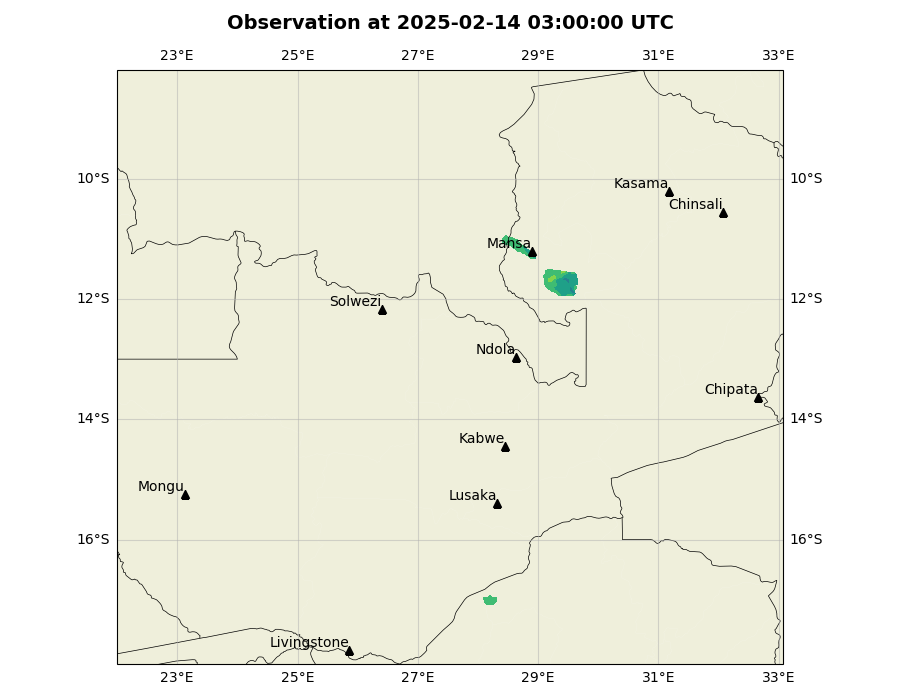 Observation at 2025-02-14 03:00:00 UTC
23°E 25°E 27°E 29°E 31°E 33°E
10°S 10°S
Kasama
Chinsali
Mansa
12°S 12°S
Solwezi
Ndola
Chipata
14°S 14°S
Kabwe
Mongu
Lusaka
16°S 16°S
Livingstone
23°E 25°E 27°E 29°E 31°E 33°E